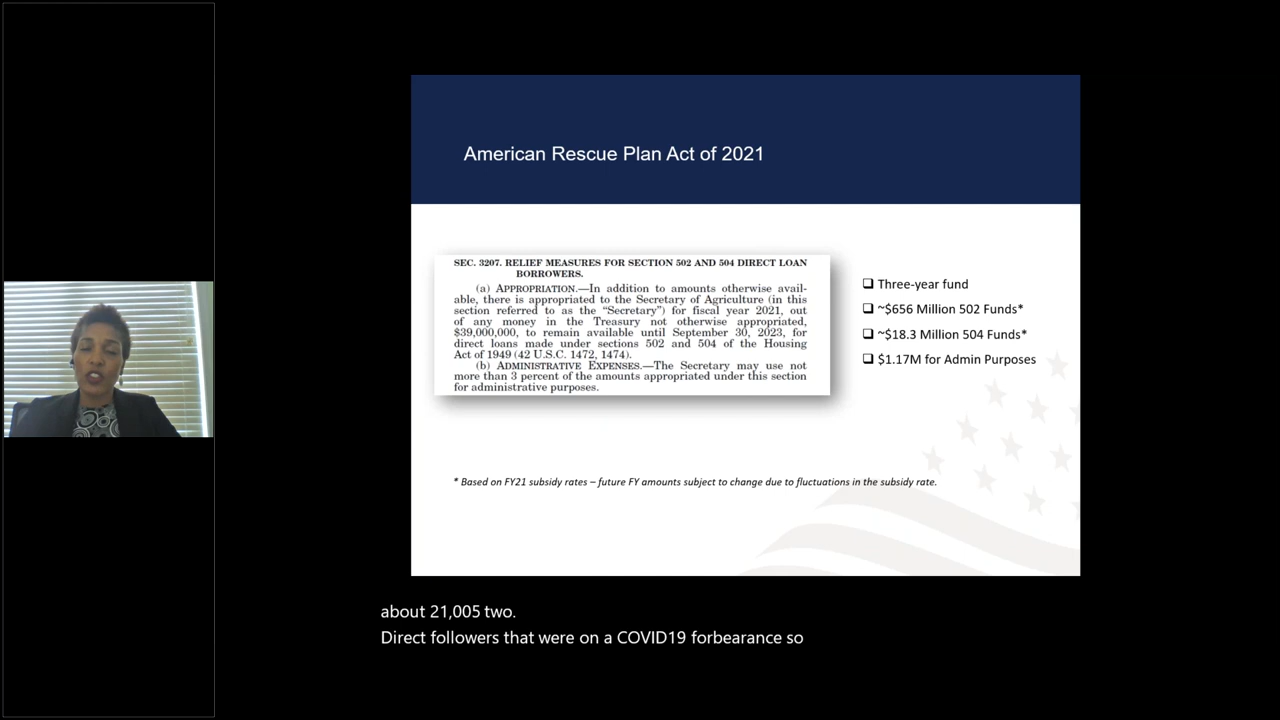 American Rescue Plan Act of 2021
SEC. 3207. RELIEF MEASURES FOR SECTION 502 AND 504 DIRECT LOAN
BORROWERS.
(a) APPROPRIATION.—In addition to amounts otherwise avail-
able, there is appropriated to the Secretary of Agriculture (in this
section referred to as the “Secretary”) for fiscal year 2021, out
of any money in the Treasury not otherwise appropriated,
$39,000,000, to remain available until September 30, 2023, for
direct loans made under sections 502 and 504 of the Housing
Act of 1949 (42 U.S.C. 1472, 1474).
(b) ADMINISTRATIVE EXPENSES.—The Secretary may use not
more than 3 percent of the amounts appropriated under this section
for administrative purposes.
❑ Three-year fund
❑ ~$656 Million 502 Funds*
❑ ~$18.3 Million 504 Funds*
❑ $1.17M for Admin Purposes
* Based on FY21 subsidy rates – future FY amounts subject to change due to fluctuations in the subsidy rate.
about 21,005 two.
Direct followers that were on a COVID19 forbearance so